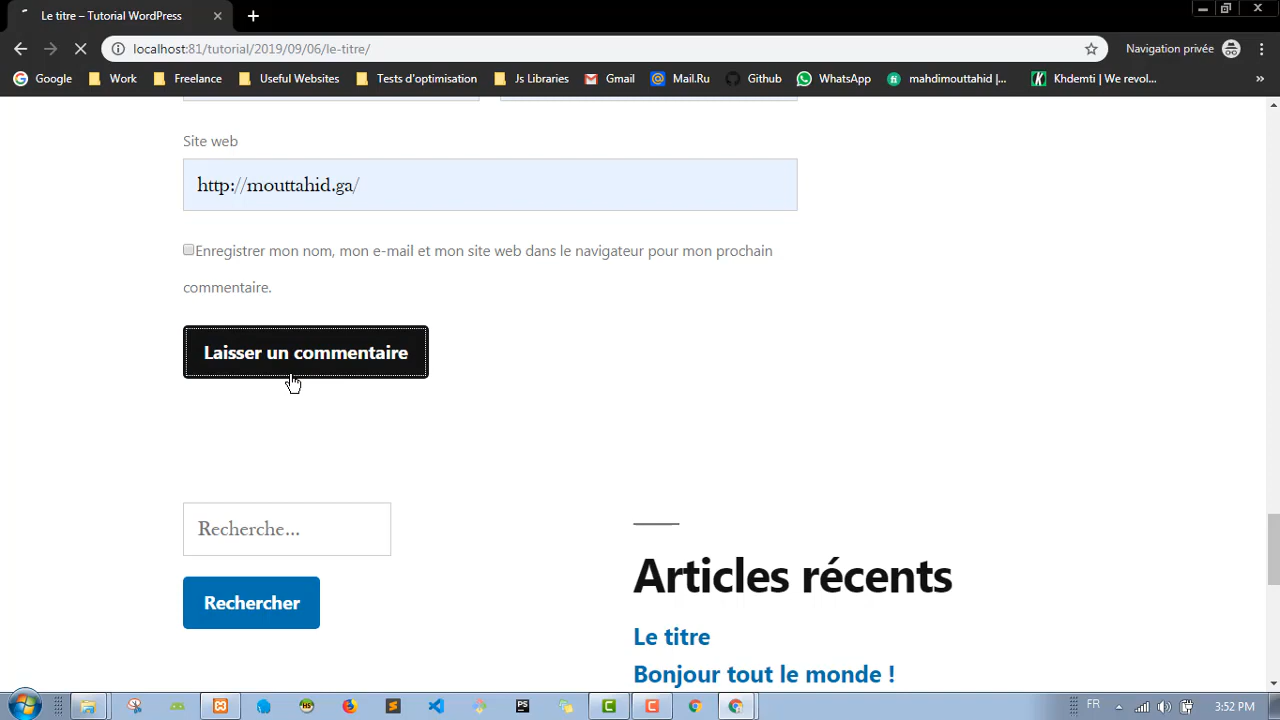 Le titre – Tutorial WordPress
localhost:81/tutorial/2019/09/06/le-titre/
Navigation privée
Google Work Freelance Useful Websites Tests d'optimisation Js Libraries Gmail Mail.Ru Github WhatsApp mahdimouttahid |... Khdemti | We revol...
Site web
http://mouttahid.ga/
Enregistrer mon nom, mon e-mail et mon site web dans le navigateur pour mon prochain
commentaire.
Laisser un commentaire
Recherche...
Rechercher
Articles récents
Le titre
Bonjour tout le monde !
FR
3:52 PM